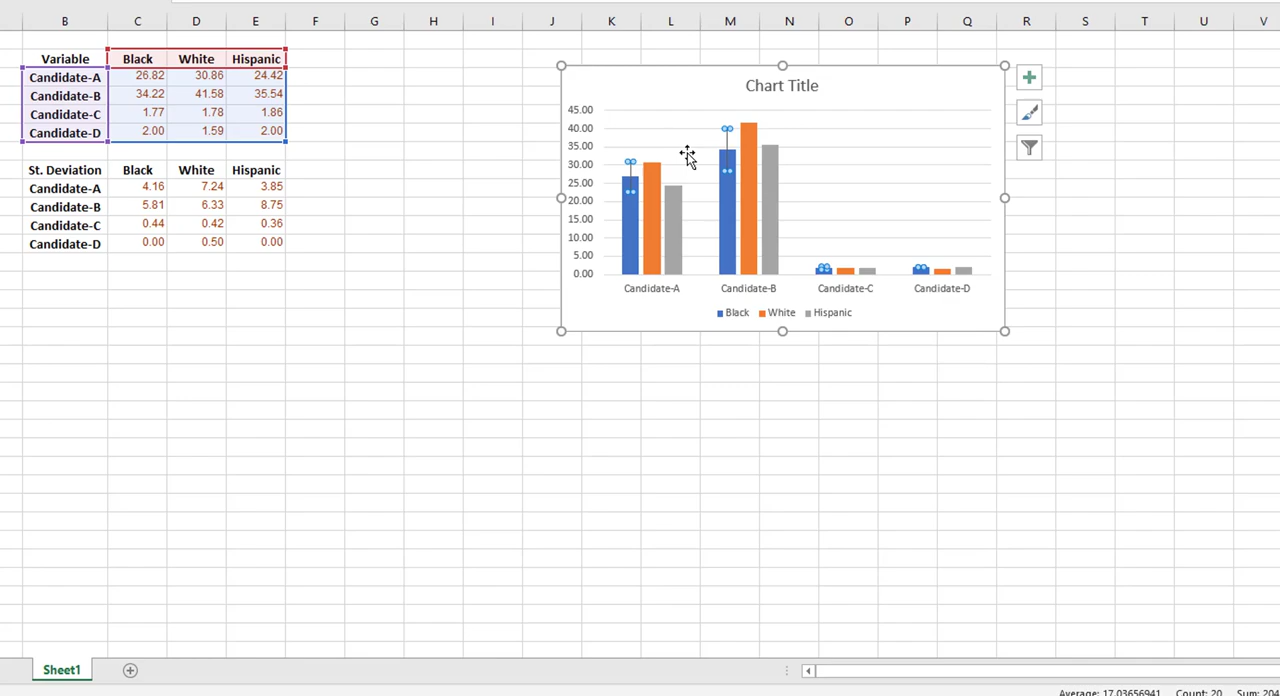 B C D E F G H I J K L M N O P Q R S T U V
Variable Black White Hispanic
Candidate-A 26.82 30.86 24.42
Candidate-B 34.22 41.58 35.54
Candidate-C 1.77 1.78 1.86
Candidate-D 2.00 1.59 2.00
St. Deviation Black White Hispanic
Candidate-A 4.16 7.24 3.85
Candidate-B 5.81 6.33 8.75
Candidate-C 0.44 0.42 0.36
Candidate-D 0.00 0.50 0.00
Chart Title
45.00
40.00
35.00
30.00
25.00
20.00
15.00
10.00
5.00
0.00
Candidate-A Candidate-B Candidate-C Candidate-D
Black White Hispanic
Sheet1
Average: 17.03656941 Count: 20 Sum: 204